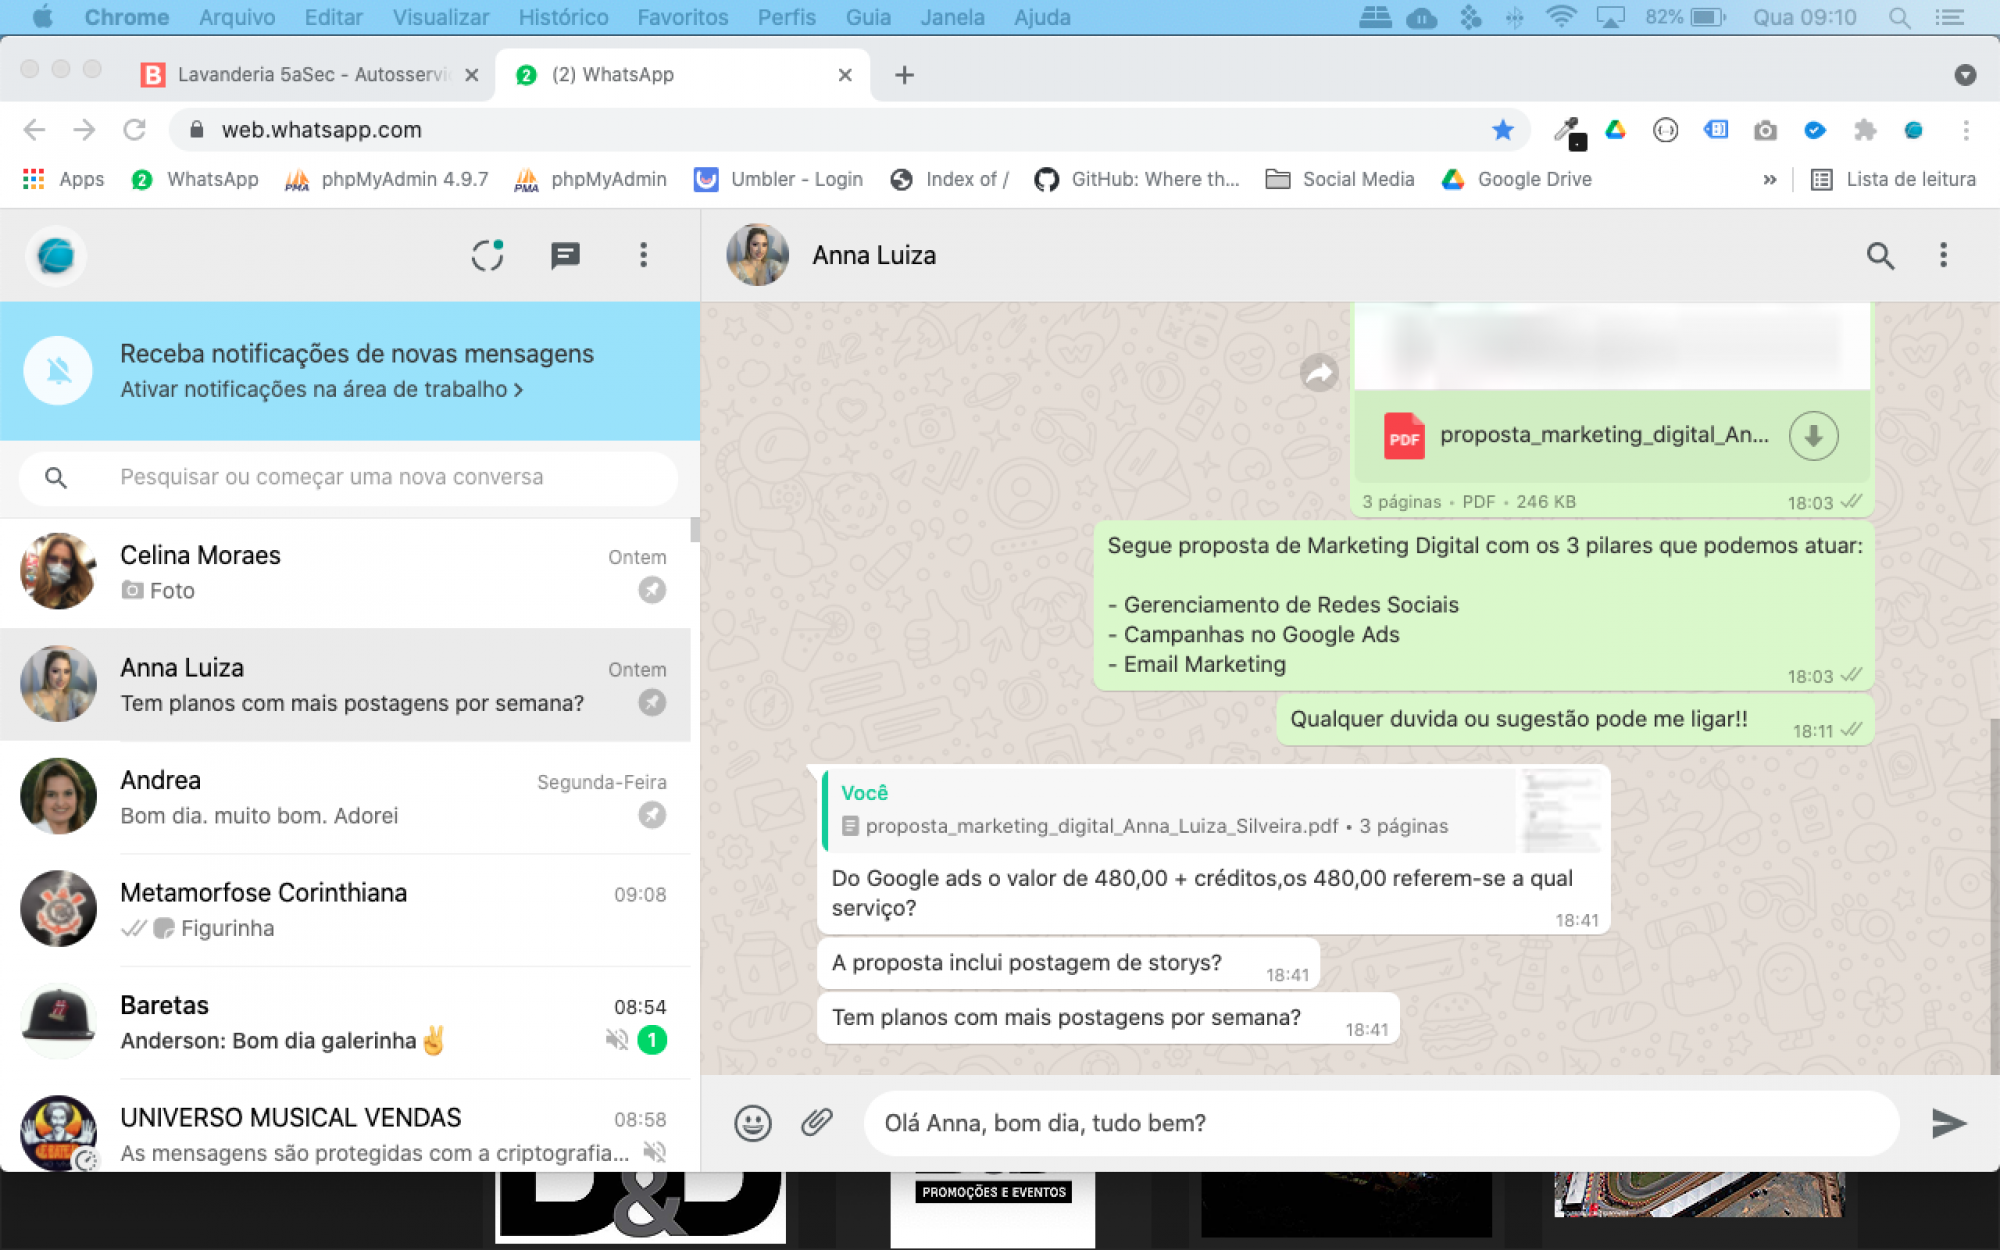 Chrome Arquivo Editar Visualizar Histórico Favoritos Perfis Guia Janela Ajuda 82% Qua 09:10
Lavanderia 5aSec - Autosservi
2 (2) WhatsApp
web.whatsapp.com
Apps 2 WhatsApp PMA phpMyAdmin 4.9.7 PMA phpMyAdmin Umbler - Login Index of / GitHub: Where th... Social Media Google Drive » Lista de leitura
Receba notificações de novas mensagens
Ativar notificações na área de trabalho >
Pesquisar ou começar uma nova conversa
Celina Moraes Ontem
Foto
Anna Luiza Ontem
Tem planos com mais postagens por semana?
Andrea Segunda-Feira
Bom dia. muito bom. Adorei
Metamorfose Corinthiana 09:08
Figurinha
Baretas 08:54
Anderson: Bom dia galerinha✌️ 1
UNIVERSO MUSICAL VENDAS 08:58
As mensagens são protegidas com a criptografia...
Anna Luiza
PDF proposta_marketing_digital_An...
3 páginas • PDF • 246 KB 18:03
Segue proposta de Marketing Digital com os 3 pilares que podemos atuar:
- Gerenciamento de Redes Sociais
- Campanhas no Google Ads
- Email Marketing
18:03
Qualquer duvida ou sugestão pode me ligar!! 18:11
Você
proposta_marketing_digital_Anna_Luiza_Silveira.pdf • 3 páginas
Do Google ads o valor de 480,00 + créditos,os 480,00 referem-se a qual
serviço?
18:41
A proposta inclui postagem de storys? 18:41
Tem planos com mais postagens por semana? 18:41
Olá Anna, bom dia, tudo bem?
PROMOÇÕES E EVENTOS